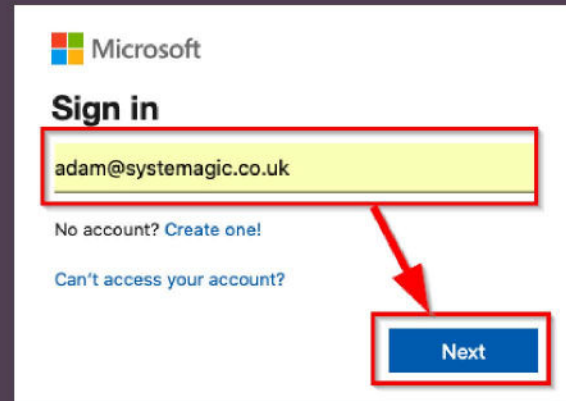 Microsoft
Sign in
adam@systemagic.co.uk
No account? Create one!
Can't access your account?
Next